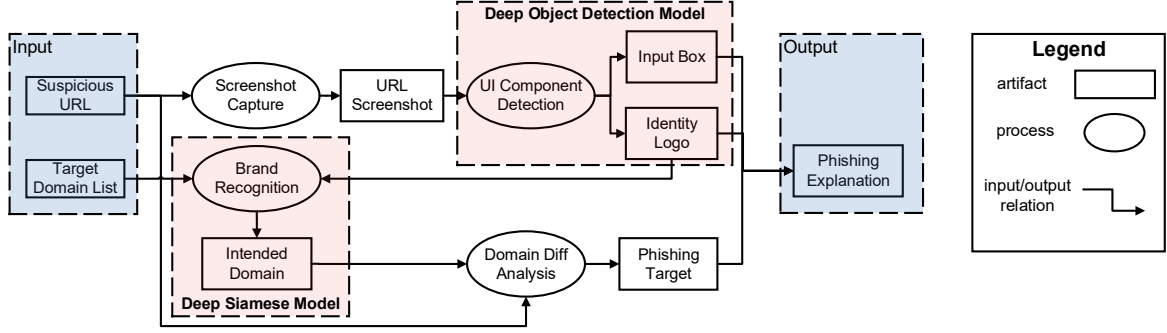 Input
Suspicious
URL
Target
Domain List
Screenshot
Capture
URL
Screenshot
Deep Object Detection Model
UI Component
Detection
Input Box
Identity
Logo
Brand
Recognition
Intended
Domain
Deep Siamese Model
Domain Diff
Analysis
Phishing
Target
Output
Phishing
Explanation
Legend
artifact
process
input/output
relation